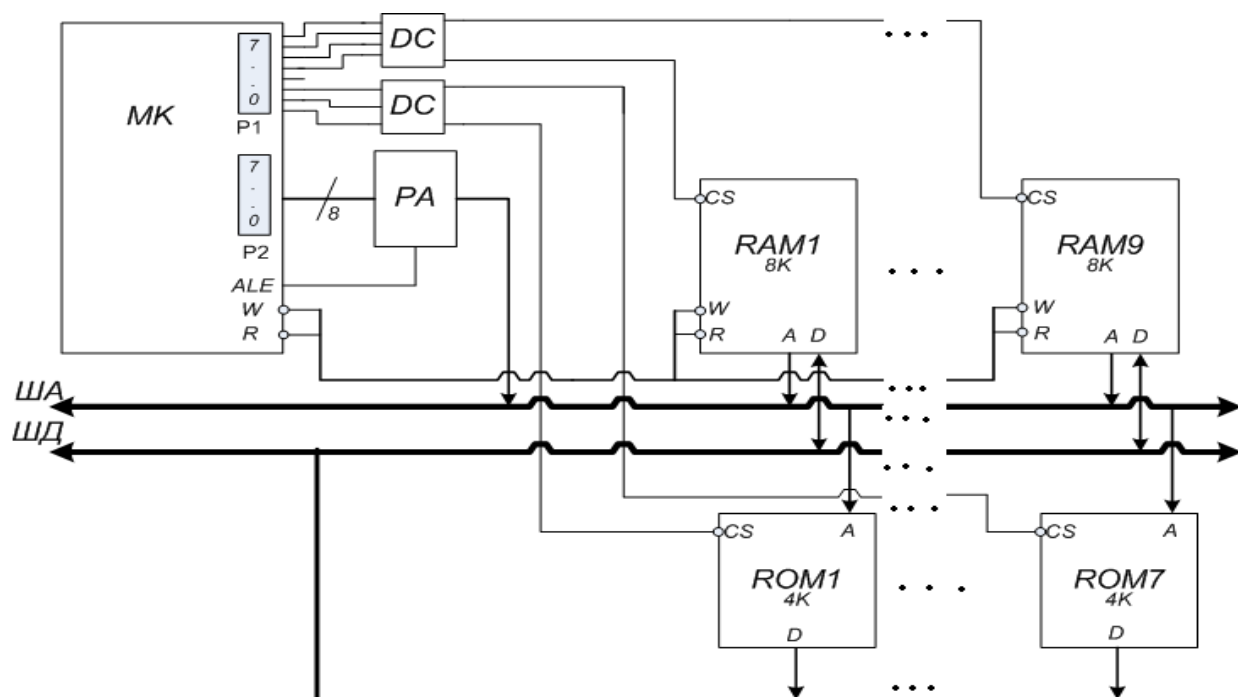 MK
7
.
.
0
P1
7
.
.
0
P2
ALE
W
R
DC
DC
8
PA
CS
RAM1
8K
W
R
A D
CS
RAM9
8K
W
R
A D
ША
ШД
CS
A
ROM1
4K
D
CS
A
ROM7
4K
D